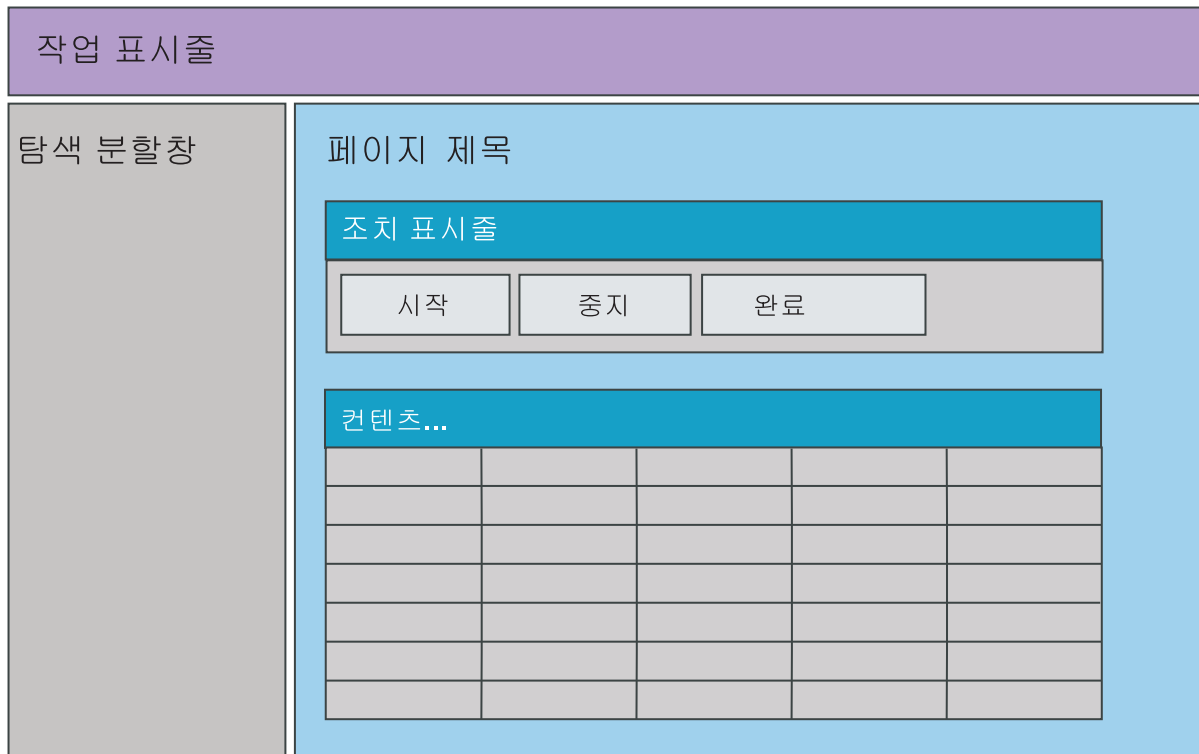 작업 표시줄
탐색 분할창
페이지 제목
조치 표시줄
시작 중지 완료
컨텐츠...